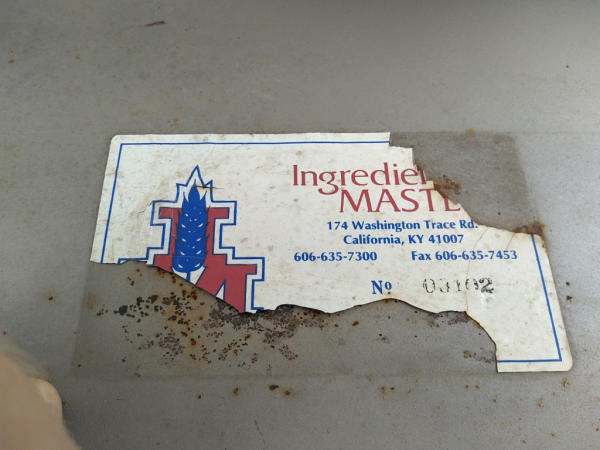 Ingredie
MASTE
174 Washington Trace Rd.
California, KY 41007
606-635-7300 Fax 606-635-7453
No 03102